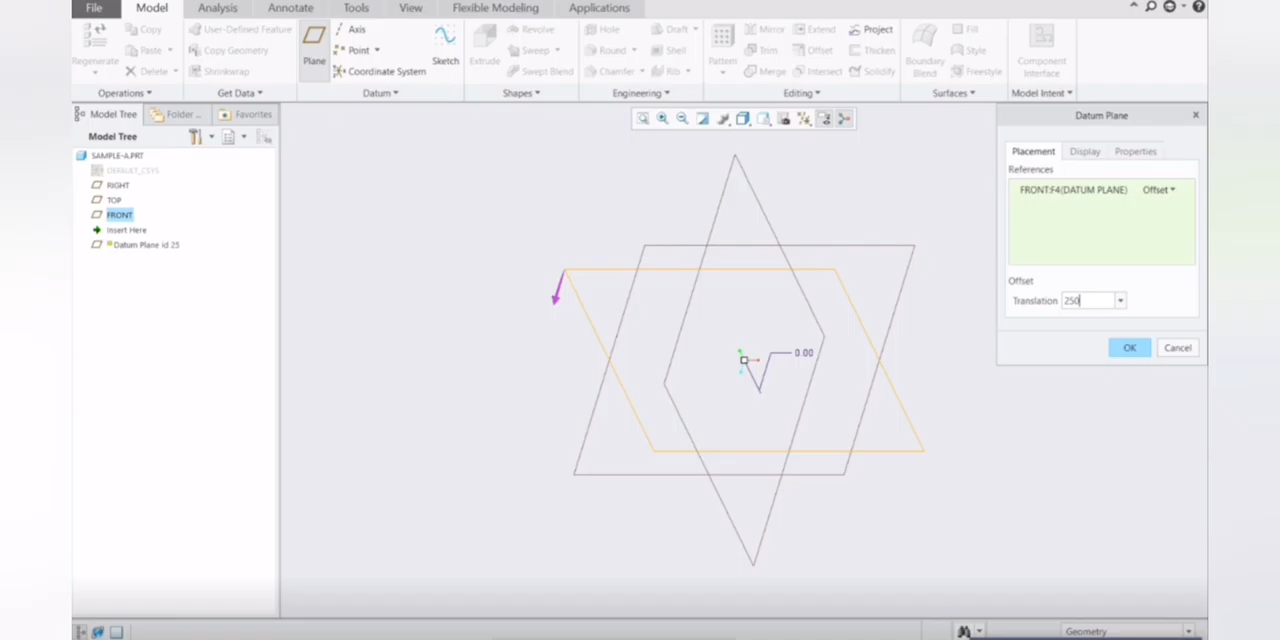 File Model Analysis Annotate Tools View Flexible Modeling Applications
Regenerate Copy Paste Delete User-Defined Feature Copy Geometry Shrinkwrap Plane Axis Point Coordinate System Sketch Extrude Revolve Sweep Swept Blend Hole Round Chamfer Draft Shell Rib Pattern Mirror Trim Merge Extend Offset Intersect Project Thicken Solidify Boundary Blend Fill Style Freestyle Component Interface
Operations Get Data Datum Shapes Engineering Editing Surfaces Model Intent
Model Tree Folder ... Favorites
Model Tree
SAMPLE-A.PRT
DEFAULT_CSYS
RIGHT
TOP
FRONT
Insert Here
Datum Plane id 25
0.00
Datum Plane
Placement Display Properties
References
FRONT:F4(DATUM PLANE) Offset
Offset
Translation 250
OK Cancel
Geometry